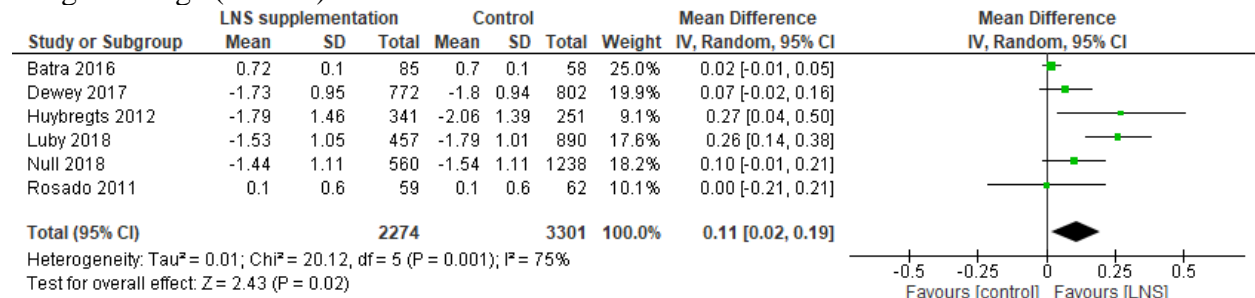 LNS supplementation Control Mean Difference Mean Difference
Study or Subgroup Mean SD Total Mean SD Total Weight IV, Random, 95% CI IV, Random, 95% CI
Batra 2016 0.72 0.1 85 0.7 0.1 58 25.0% 0.02 [-0.01, 0.05]
Dewey 2017 -1.73 0.95 772 -1.8 0.94 802 19.9% 0.07 [-0.02, 0.16]
Huybregts 2012 -1.79 1.46 341 -2.06 1.39 251 9.1% 0.27 [0.04, 0.50]
Luby 2018 -1.53 1.05 457 -1.79 1.01 890 17.6% 0.26 [0.14, 0.38]
Null 2018 -1.44 1.11 560 -1.54 1.11 1238 18.2% 0.10 [-0.01, 0.21]
Rosado 2011 0.1 0.6 59 0.1 0.6 62 10.1% 0.00 [-0.21, 0.21]
Total (95% CI) 2274 3301 100.0% 0.11 [0.02, 0.19]
Heterogeneity: Tau² = 0.01; Chi² = 20.12, df = 5 (P = 0.001); I² = 75%
Test for overall effect: Z = 2.43 (P = 0.02)
-0.5 -0.25 0 0.25 0.5
Favours [control] Favours [LNS]